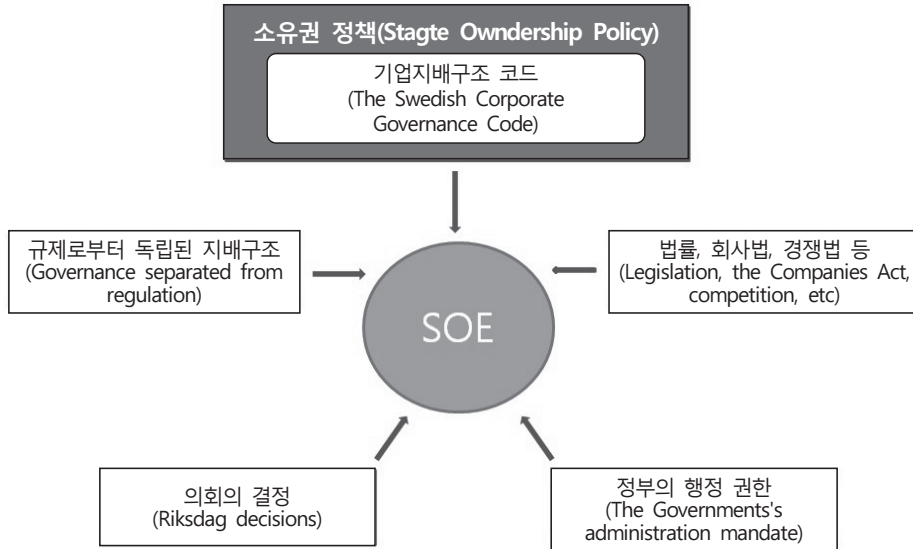 소유권 정책(Stagte Owndership Policy)
기업지배구조 코드
(The Swedish Corporate
Governance Code)
규제로부터 독립된 지배구조
(Governance separated from
regulation)
법률, 회사법, 경쟁법 등
(Legislation, the Companies Act,
competition, etc)
SOE
의회의 결정
(Riksdag decisions)
정부의 행정 권한
(The Governments's
administration mandate)